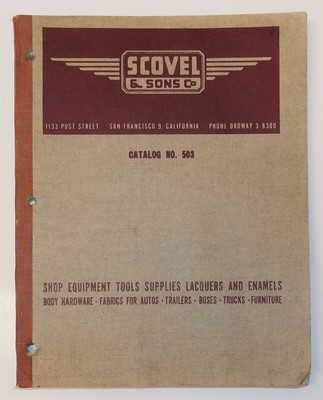 SCOVEL
& SONS CO
1133 POST STREET SAN FRANCISCO 9, CALIFORNIA PHONE ORDWAY 3-8300
CATALOG NO. 503
SHOP EQUIPMENT TOOLS SUPPLIES LACQUERS AND ENAMELS
BODY HARDWARE · FABRICS FOR AUTOS · TRAILERS · BUSES · TRUCKS · FURNITURE